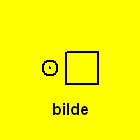 ⊙ □
bilde